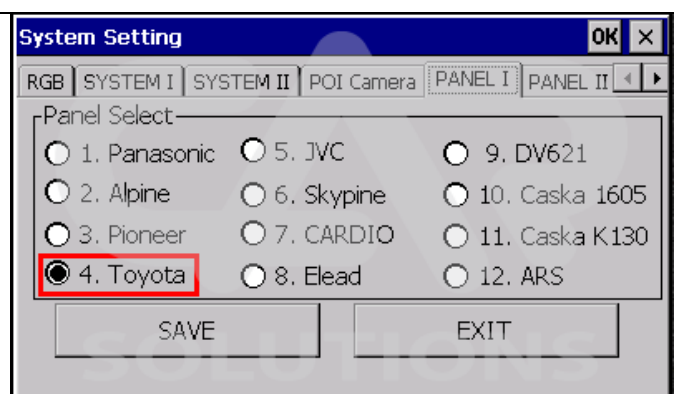 System Setting OK ×
RGB SYSTEM I SYSTEM II POI Camera PANEL I PANEL II
Panel Select
1. Panasonic 5. JVC 9. DV621
2. Alpine 6. Skypine 10. Caska 1605
3. Pioneer 7. CARDIO 11. Caska K130
4. Toyota 8. Elead 12. ARS
SAVE EXIT
CAR
SOLUTIONS